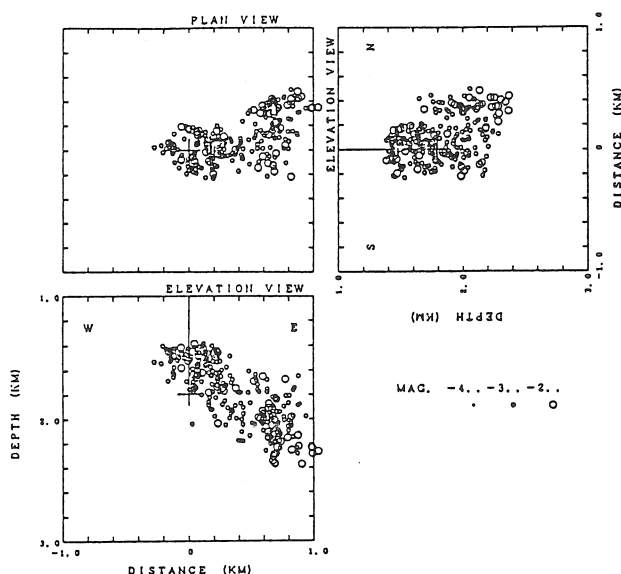 PLAN VIEW
ELEVATION VIEW
N
S
1.0
0
-1.0
DISTANCE (KM)
1.0
2.0
3.0
DEPTH (KM)
ELEVATION VIEW
W
E
1.0
2.0
3.0
DEPTH (KM)
-1.0
0
1.0
DISTANCE (KM)
MAG. -4.. -3.. -2..